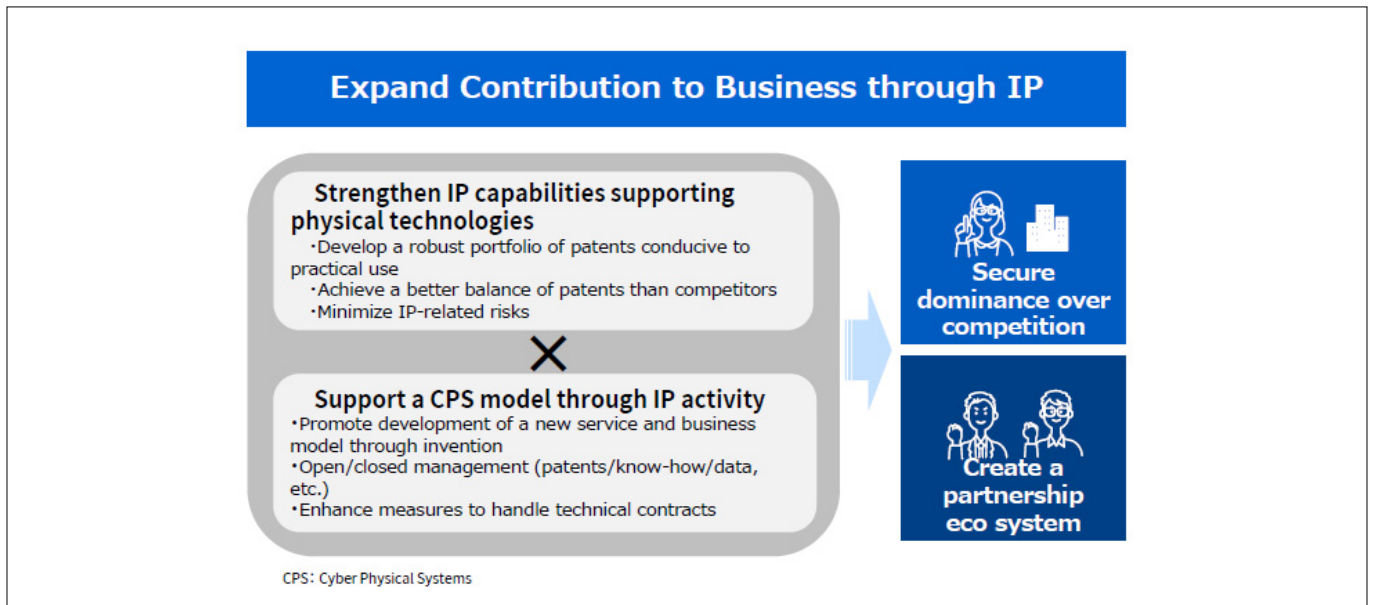 Expand Contribution to Business through IP
Strengthen IP capabilities supporting
physical technologies
・Develop a robust portfolio of patents conducive to
practical use
・Achieve a better balance of patents than competitors
・Minimize IP-related risks
×
Support a CPS model through IP activity
・Promote development of a new service and business
model through invention
・Open/closed management (patents/know-how/data,
etc.)
・Enhance measures to handle technical contracts
Secure
dominance over
competition
Create a
partnership
eco system
CPS: Cyber Physical Systems